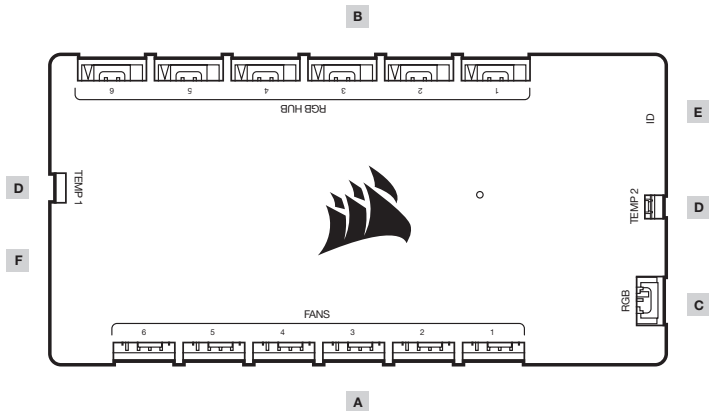 B
6 5 4 3 2 1
RGB HUB
ID
E
D
TEMP 1
TEMP 2
D
F
RGB
C
FANS
6 5 4 3 2 1
A